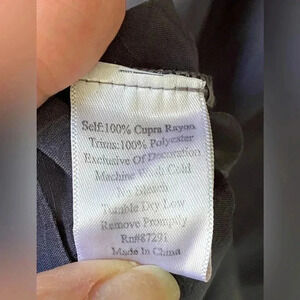 Self:100% Cupra Rayon
Trims:100% Polyester
Exclusive Of Decoration
Machine Wash Cold
No Bleach
Tumble Dry Low
Remove Promptly
Rn#87291
Made In China